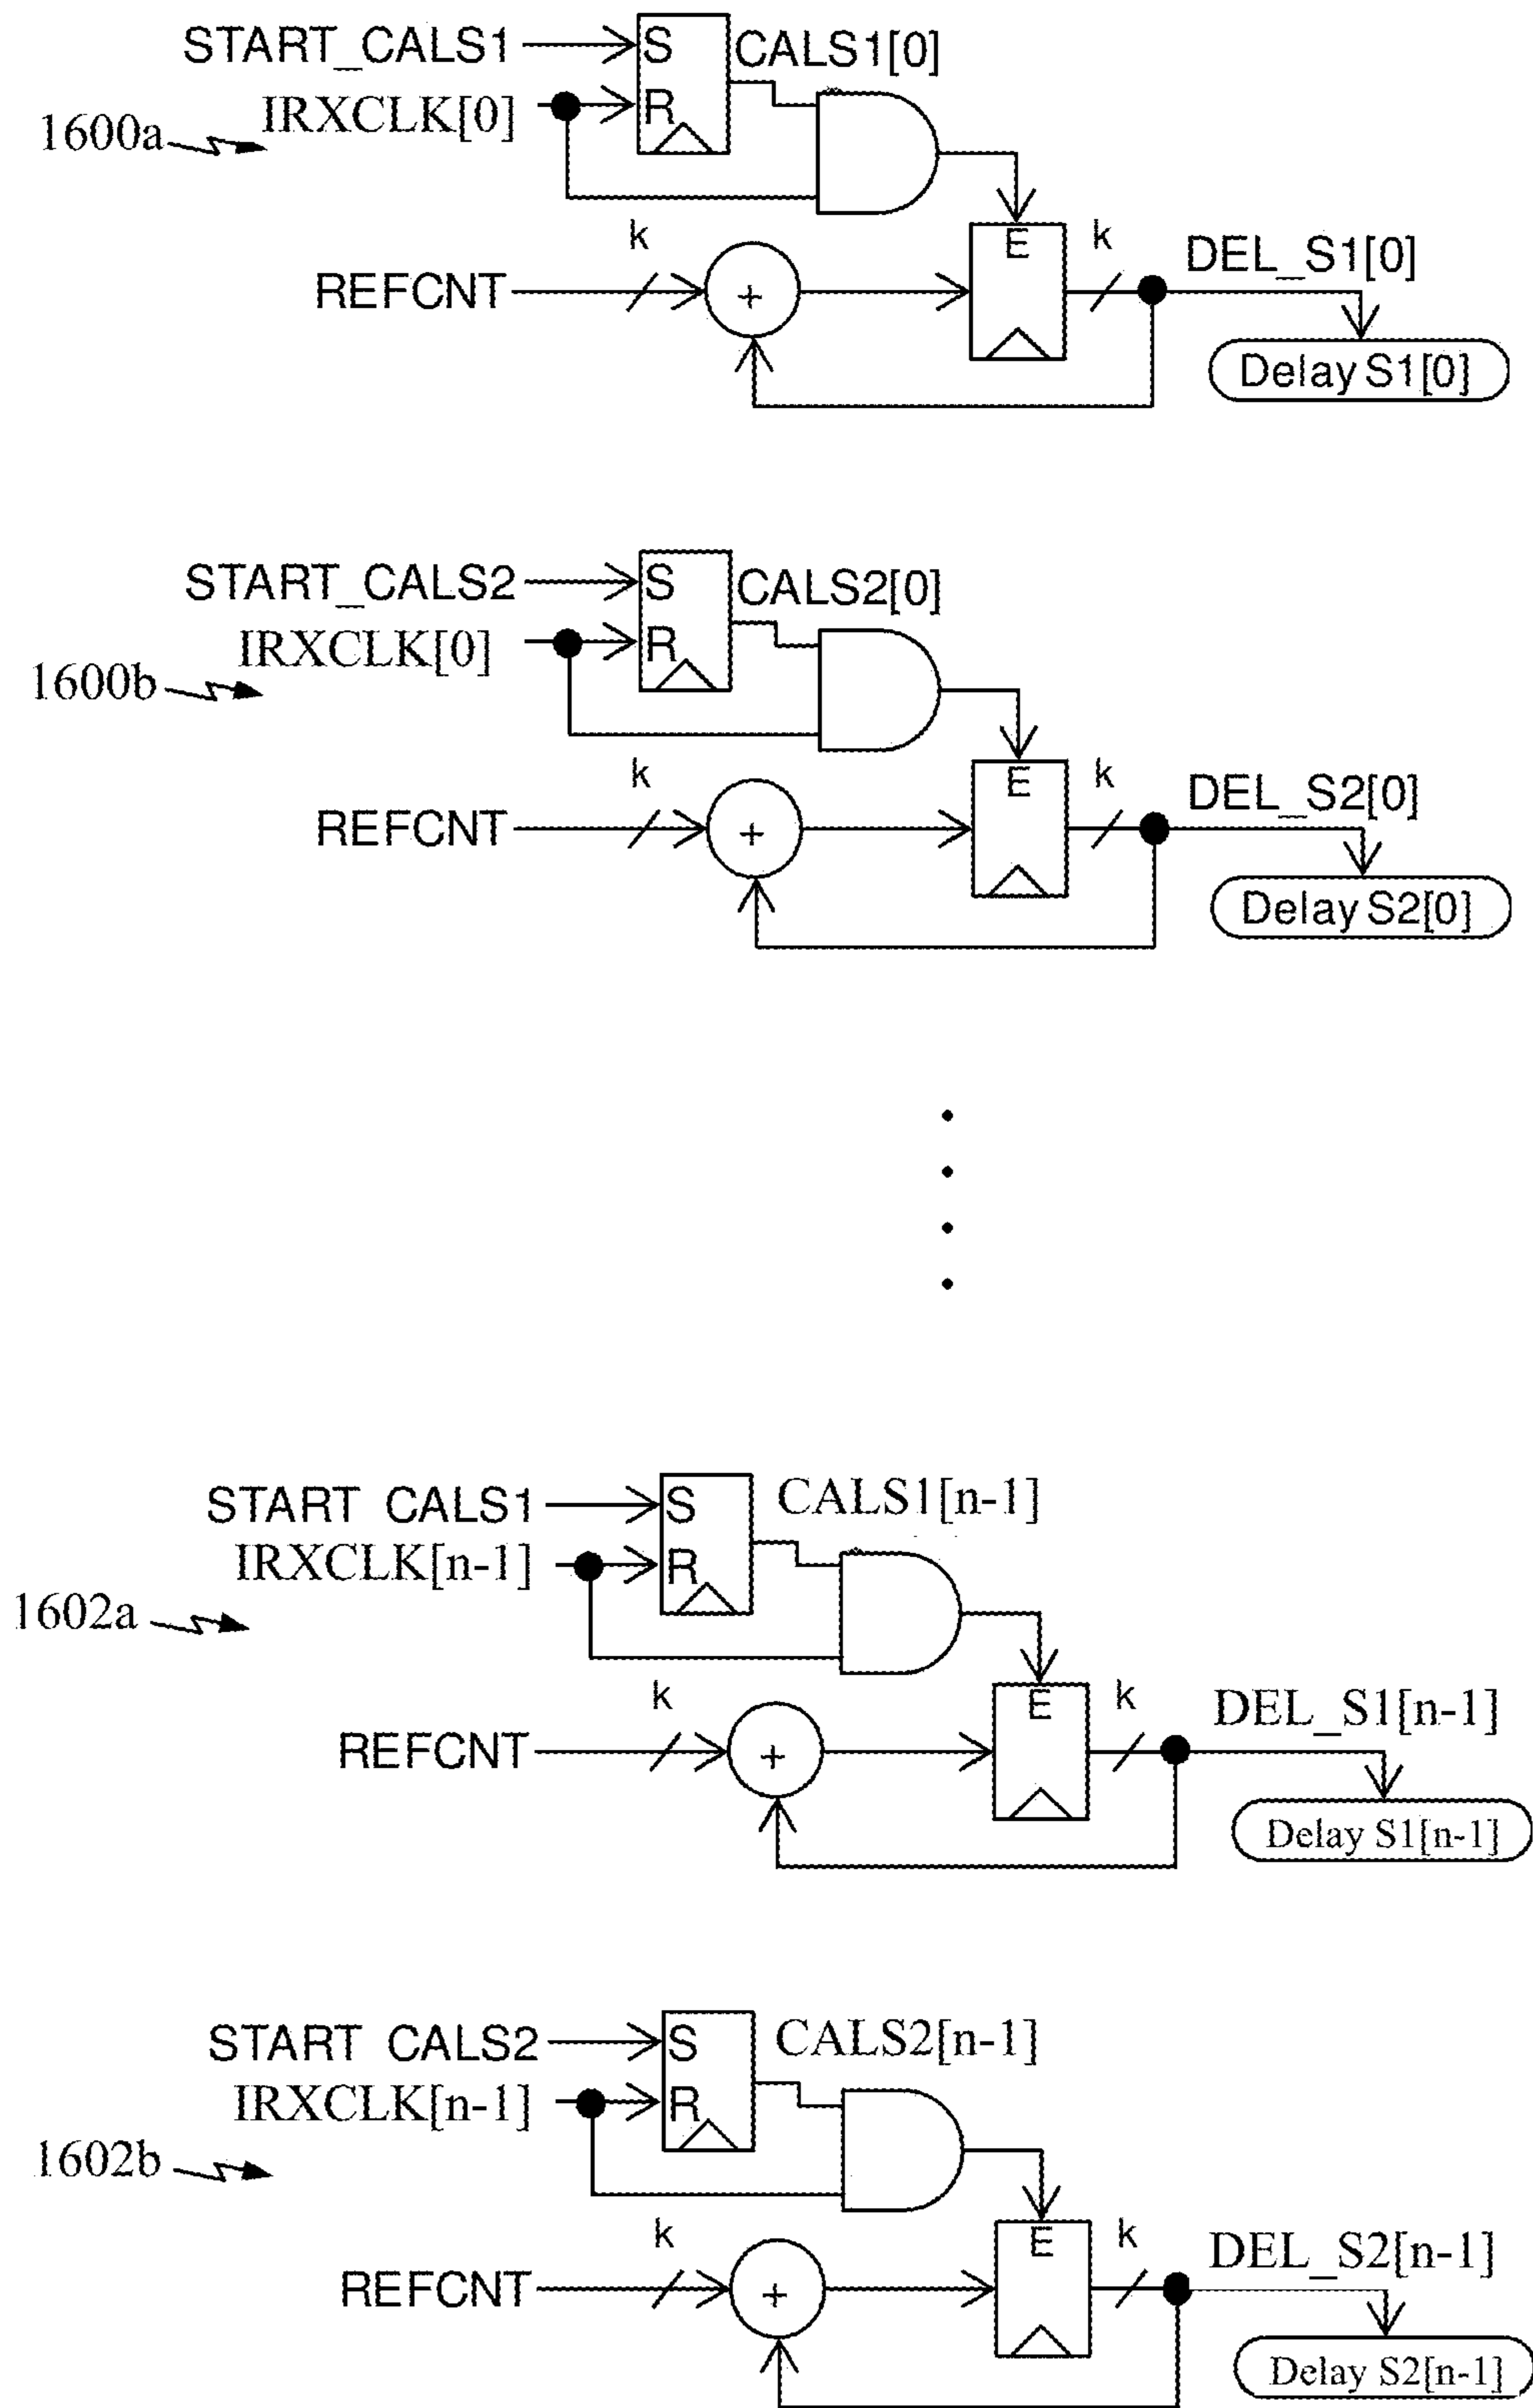 START_CALS1
S
CALS1[0]
IRXCLK[0]
R
1600a
k
E
k
DEL_S1[0]
REFCNT
+
Delay S1[0]
START_CALS2
S
CALS2[0]
IRXCLK[0]
R
1600b
k
E
k
DEL_S2[0]
REFCNT
+
Delay S2[0]
START CALS1
S
CALS1[n-1]
IRXCLK[n-1]
R
1602a
k
E
k
DEL_S1[n-1]
REFCNT
+
Delay S1[n-1]
START CALS2
S
CALS2[n-1]
IRXCLK[n-1]
R
1602b
k
E
k
DEL_S2[n-1]
REFCNT
+
Delay S2[n-1]